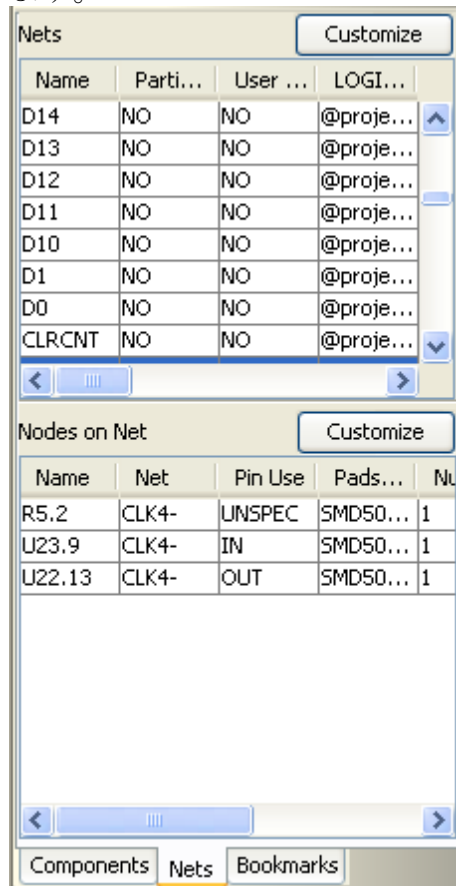 Nets Customize
Name Parti... User ... LOGI...
D14 NO NO @proje...
D13 NO NO @proje...
D12 NO NO @proje...
D11 NO NO @proje...
D10 NO NO @proje...
D1 NO NO @proje...
D0 NO NO @proje...
CLRCNT NO NO @proje...
Nodes on Net Customize
Name Net Pin Use Pads... Nu
R5.2 CLK4- UNSPEC SMD50... 1
U23.9 CLK4- IN SMD50... 1
U22.13 CLK4- OUT SMD50... 1
Components Nets Bookmarks